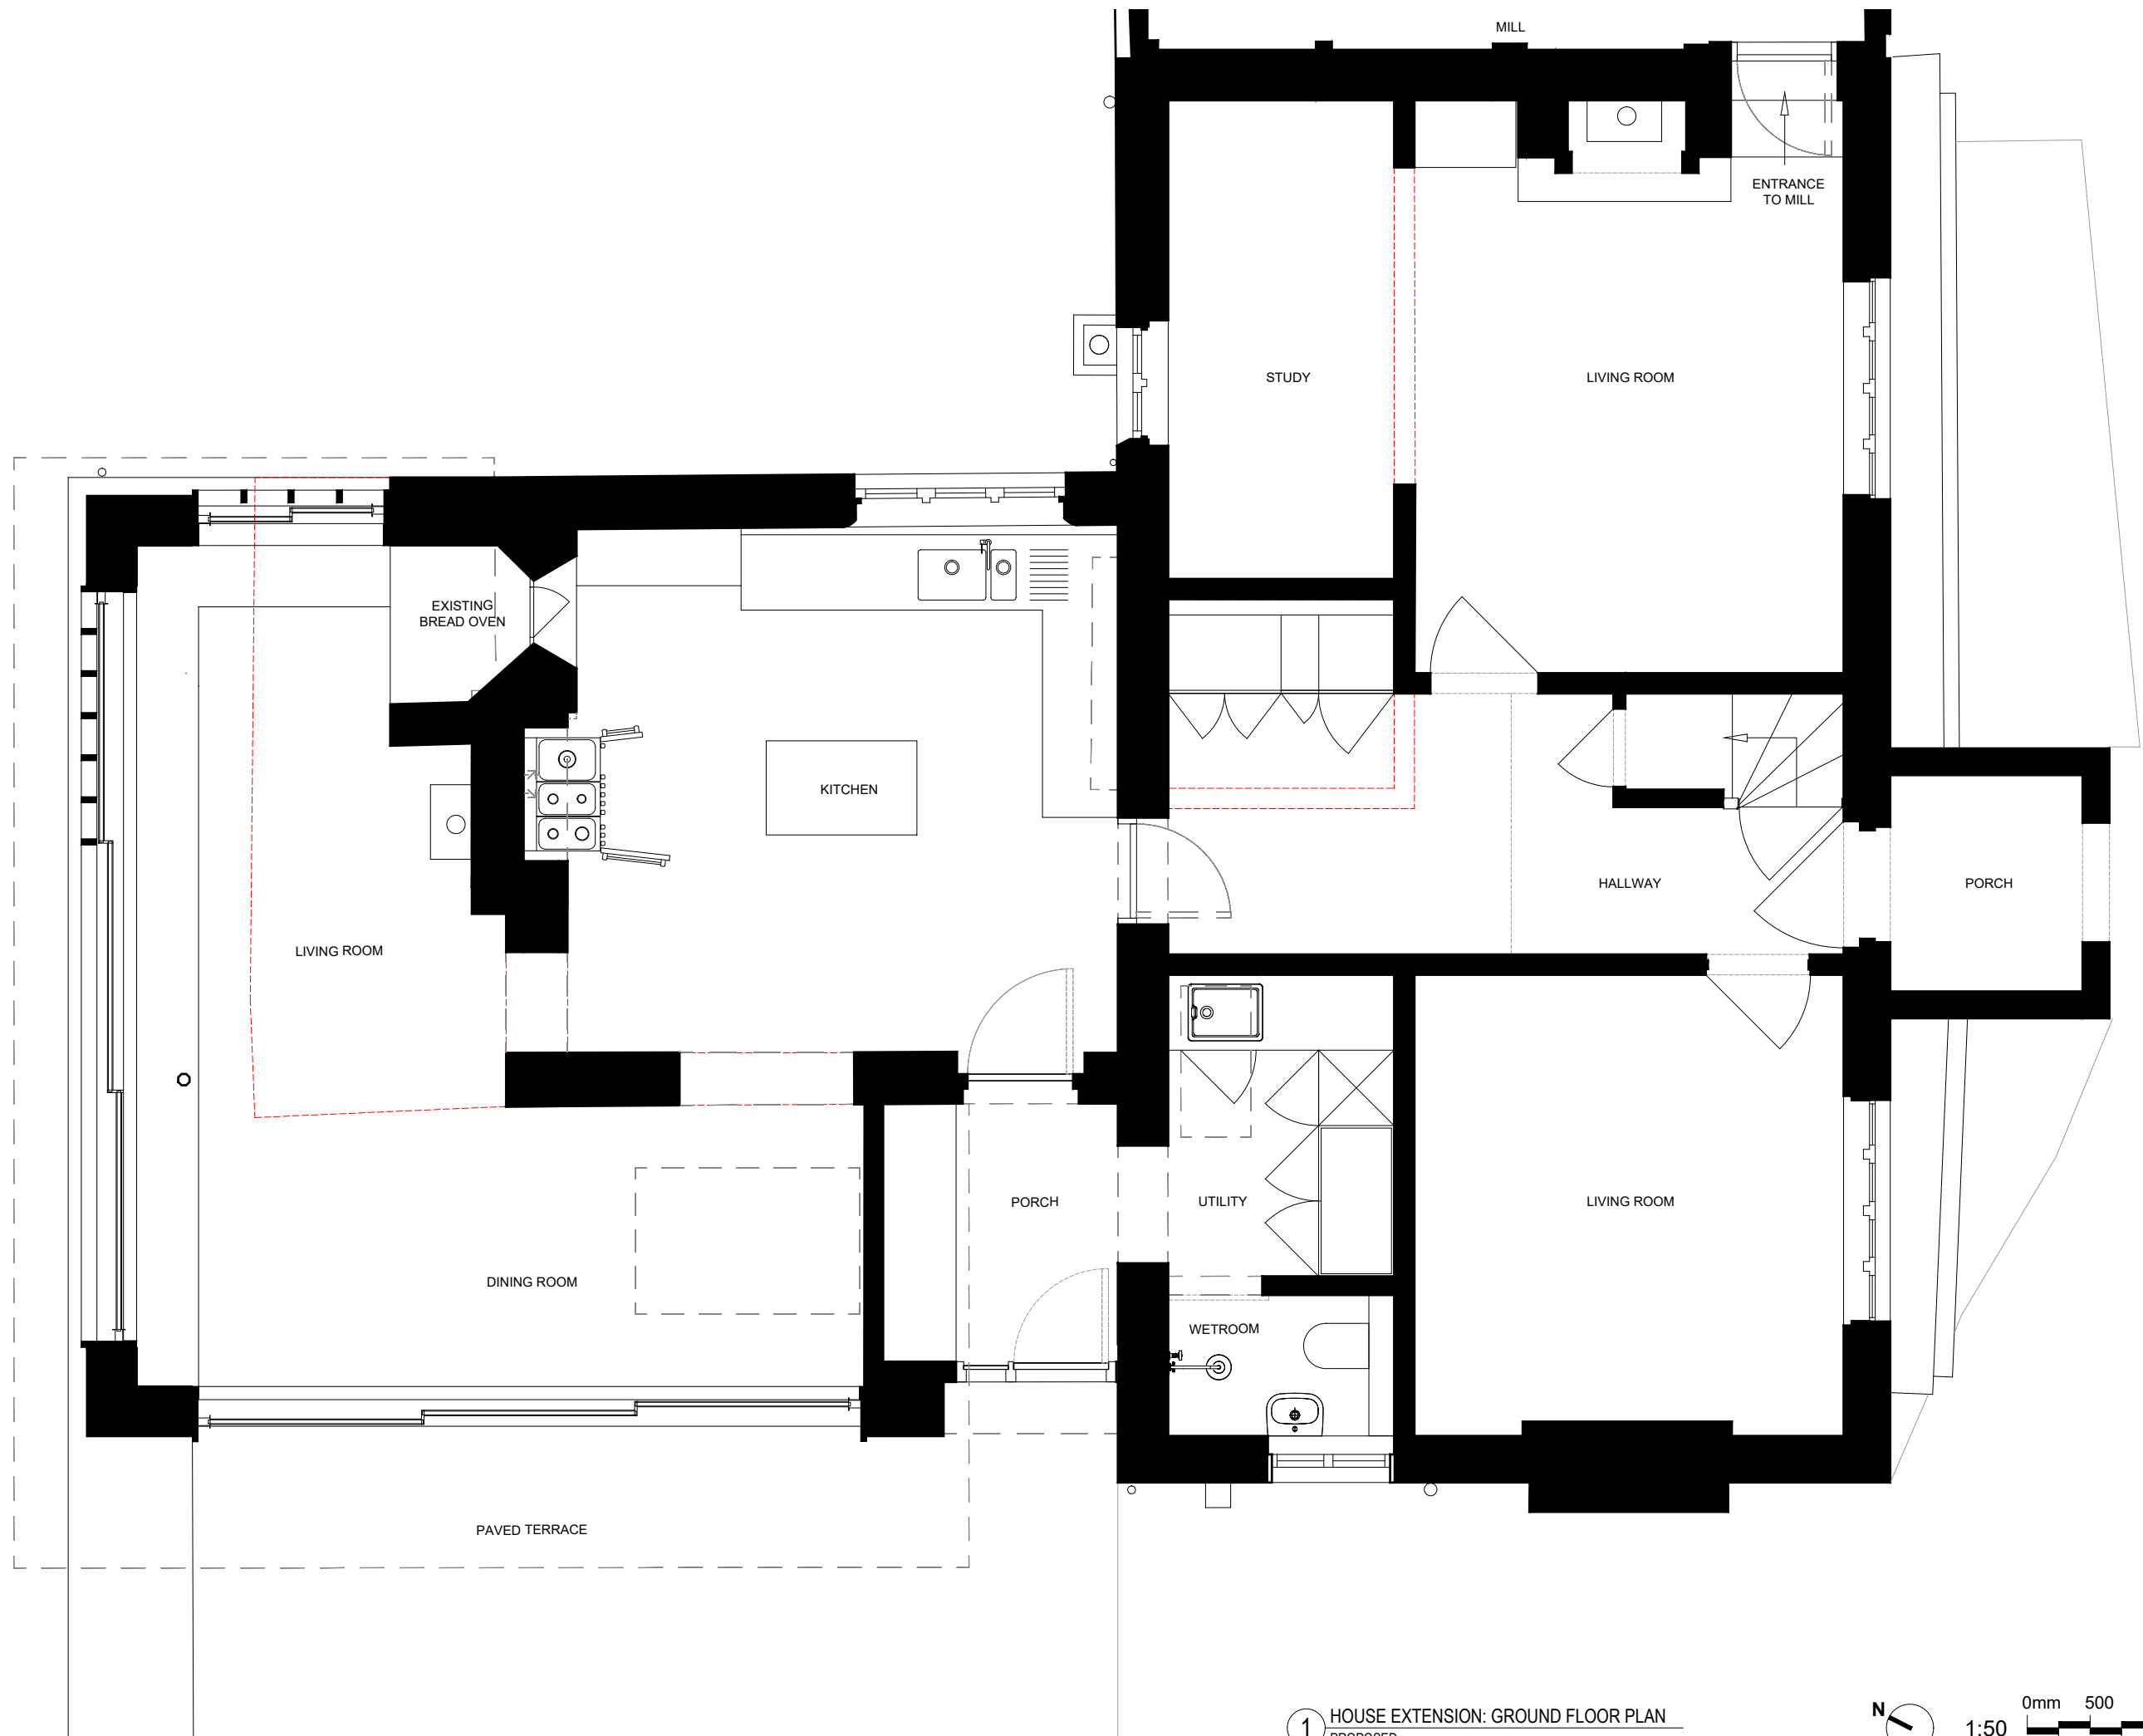 MILL
ENTRANCE
TO MILL
STUDY
LIVING ROOM
EXISTING
BREAD OVEN
KITCHEN
HALLWAY
PORCH
LIVING ROOM
PORCH
UTILITY
LIVING ROOM
DINING ROOM
WETROOM
PAVED TERRACE
1
HOUSE EXTENSION: GROUND FLOOR PLAN
PROPOSED
N
1:50
0mm 500